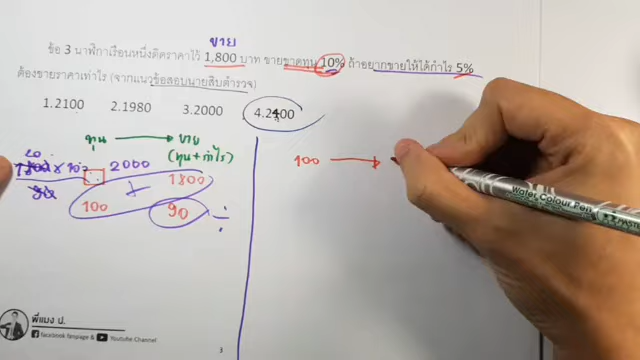 ขาย
ข้อ 3 นาฬิกาเรือนหนึ่งติดราคาไว้ 1,800 บาท ขายขาดทุน 10% ถ้าอยากขายให้ได้กำไร 5%
ต้องขายราคาเท่าไร (จากแนวข้อสอบนายสิบตำรวจ)
1.2100 2.1980 3.2000 4.2400
ทุน → ขาย
(ทุน+กำไร)
20
2000
1800
100 90 ÷
100 →
พี่แมง ป.
facebook fanpage & Youtube Channel
3
Water Colour Pen